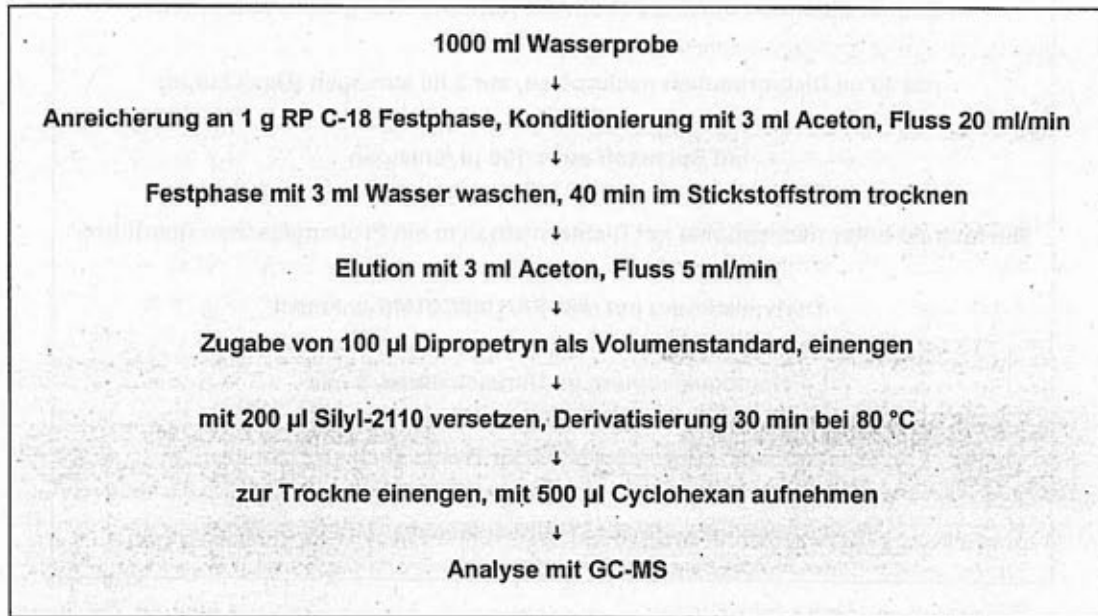 1000 ml Wasserprobe
↓
Anreicherung an 1 g RP C-18 Festphase, Konditionierung mit 3 ml Aceton, Fluss 20 ml/min
↓
Festphase mit 3 ml Wasser waschen, 40 min im Stickstoffstrom trocknen
↓
Elution mit 3 ml Aceton, Fluss 5 ml/min
↓
Zugabe von 100 µl Dipropetryn als Volumenstandard, einengen
↓
mit 200 µl Silyl-2110 versetzen, Derivatisierung 30 min bei 80 °C
↓
zur Trockne einengen, mit 500 µl Cyclohexan aufnehmen
↓
Analyse mit GC-MS